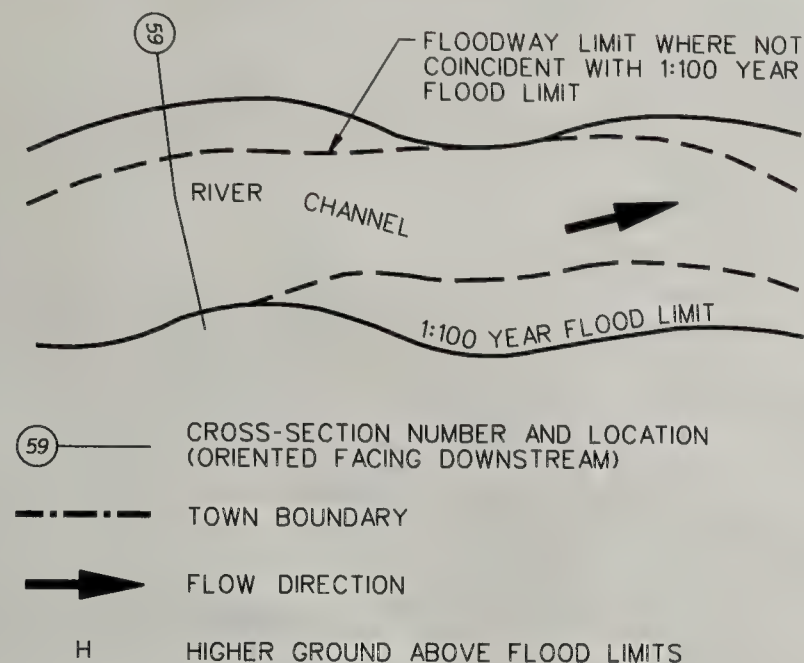 59
FLOODWAY LIMIT WHERE NOT
COINCIDENT WITH 1:100 YEAR
FLOOD LIMIT
RIVER CHANNEL
1:100 YEAR FLOOD LIMIT
59
CROSS-SECTION NUMBER AND LOCATION
(ORIENTED FACING DOWNSTREAM)
TOWN BOUNDARY
FLOW DIRECTION
H HIGHER GROUND ABOVE FLOOD LIMITS